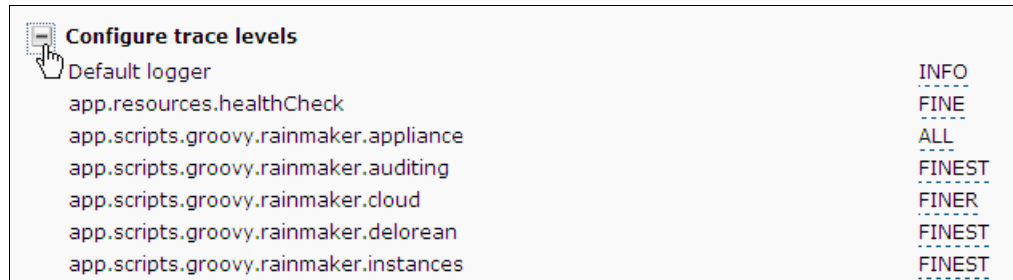 Configure trace levels
Default logger INFO
app.resources.healthCheck FINE
app.scripts.groovy.rainmaker.appliance ALL
app.scripts.groovy.rainmaker.auditing FINEST
app.scripts.groovy.rainmaker.cloud FINER
app.scripts.groovy.rainmaker.delorean FINEST
app.scripts.groovy.rainmaker.instances FINEST